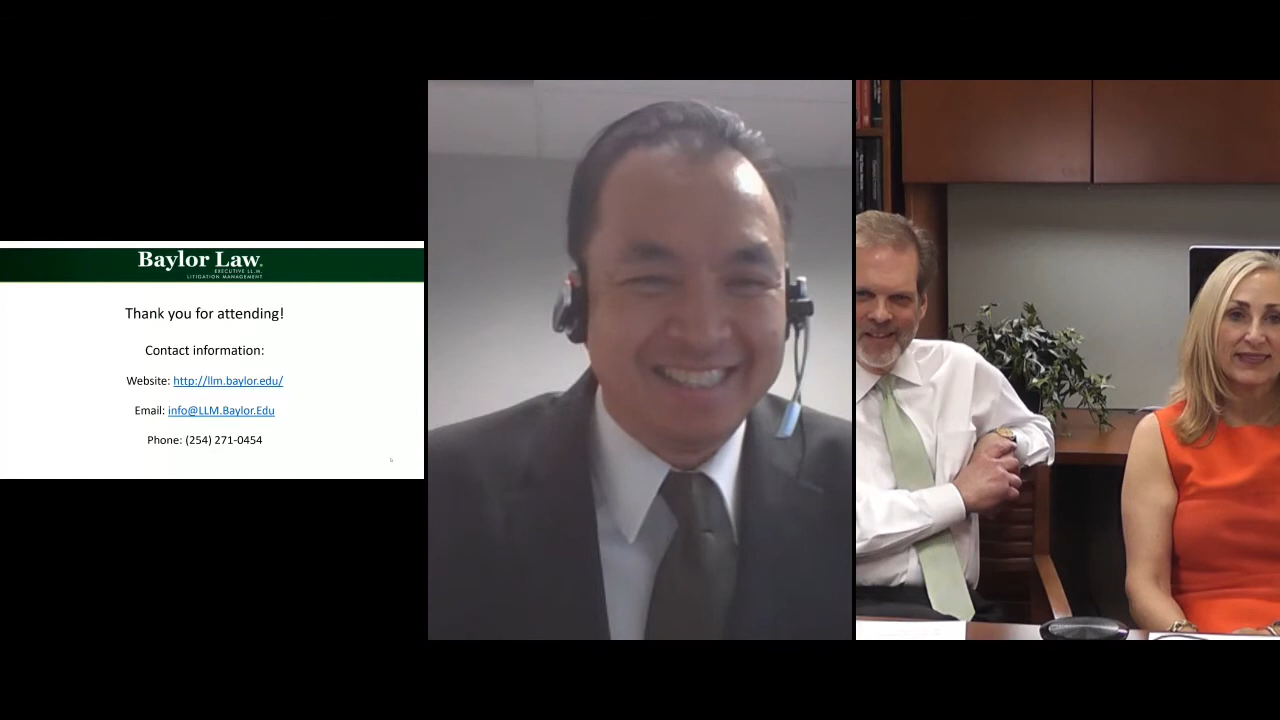 Baylor Law.
EXECUTIVE LL.M.
LITIGATION MANAGEMENT
Thank you for attending!
Contact information:
Website: http://llm.baylor.edu/
Email: info@LLM.Baylor.Edu
Phone: (254) 271-0454